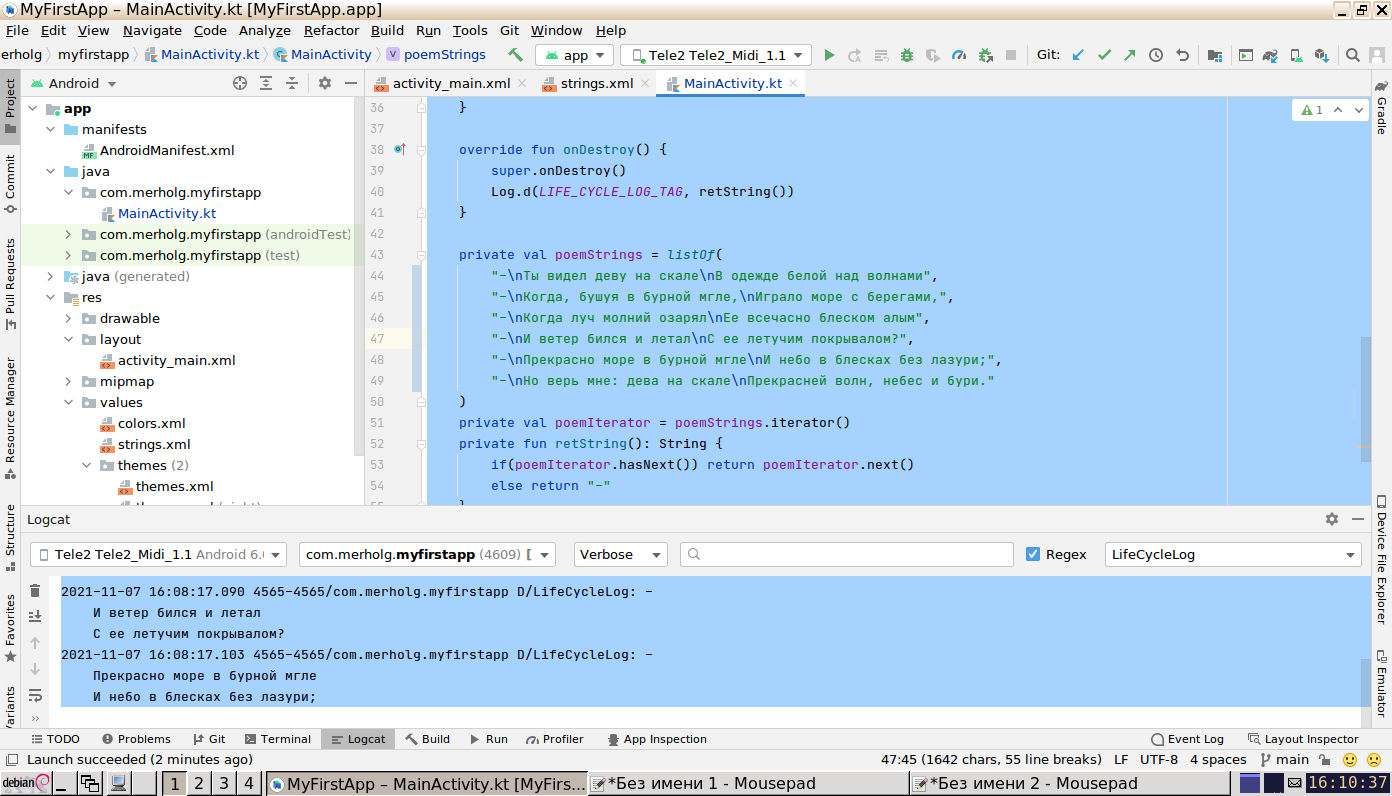 MyFirstApp – MainActivity.kt [MyFirstApp.app]
File Edit View Navigate Code Analyze Refactor Build Run Tools Git Window Help
erholg myfirstapp MainActivity.kt MainActivity poemStrings app Tele2 Tele2_Midi_1.1 Git:
Android
activity_main.xml strings.xml MainActivity.kt
Project
Commit
Pull Requests
Resource Manager
Structure
Favorites
app
manifests
AndroidManifest.xml
java
com.merholg.myfirstapp
MainActivity.kt
com.merholg.myfirstapp (androidTest)
com.merholg.myfirstapp (test)
java (generated)
res
drawable
layout
activity_main.xml
mipmap
values
colors.xml
strings.xml
themes (2)
themes.xml
1
36 }
37
38 override fun onDestroy() {
39 super.onDestroy()
40 Log.d(LIFE_CYCLE_LOG_TAG, retString())
41 }
42
43 private val poemStrings = listOf(
44 "-\nТы видел деву на скале\nВ одежде белой над волнами",
45 "-\nКогда, бушуя в бурной мгле,\nИграло море с берегами,",
46 "-\nКогда луч молний озарял\nЕе всечасно блеском алым",
47 "-\nИ ветер бился и летал\nС ее летучим покрывалом?",
48 "-\nПрекрасно море в бурной мгле\nИ небо в блесках без лазури;",
49 "-\nНо верь мне: дева на скале\nПрекрасней волн, небес и бури."
50 )
51 private val poemIterator = poemStrings.iterator()
52 private fun retString(): String {
53 if(poemIterator.hasNext()) return poemIterator.next()
54 else return "-"
Gradle
Device File Explorer
Emulator
Logcat
Tele2 Tele2_Midi_1.1 Android 6.0 com.merholg.myfirstapp (4609) [ Verbose Regex LifeCycleLog
2021-11-07 16:08:17.090 4565-4565/com.merholg.myfirstapp D/LifeCycleLog: -
И ветер бился и летал
С ее летучим покрывалом?
2021-11-07 16:08:17.103 4565-4565/com.merholg.myfirstapp D/LifeCycleLog: -
Прекрасно море в бурной мгле
И небо в блесках без лазури;
TODO Problems Git Terminal Logcat Build Run Profiler App Inspection Event Log Layout Inspector
Launch succeeded (2 minutes ago) 47:45 (1642 chars, 55 line breaks) LF UTF-8 4 spaces main
debian 1 2 3 4 MyFirstApp – MainActivity.kt [MyFirs... *Без имени 1 - Mousepad *Без имени 2 - Mousepad 16:10:37